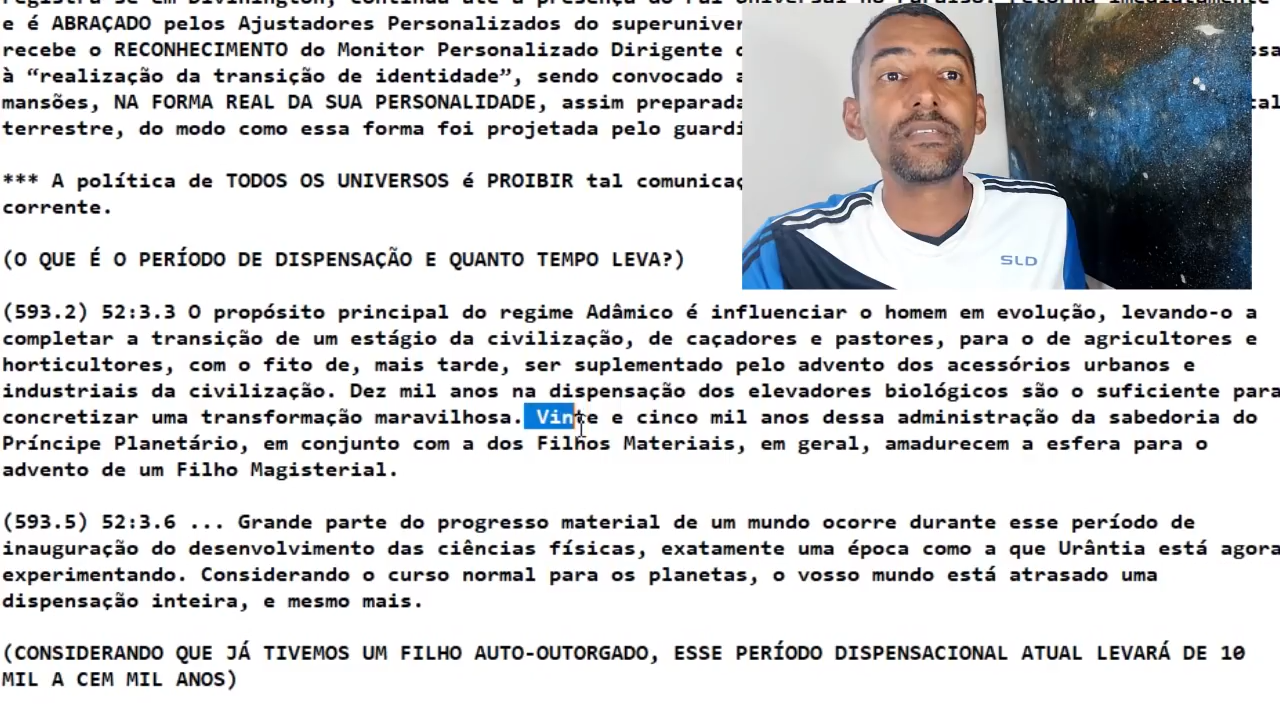 e é ABRAÇADO pelos Ajustadores Personalizados do superuniver
recebe o RECONHECIMENTO do Monitor Personalizado Dirigente
à “realização da transição de identidade”, sendo convocado a
mansões, NA FORMA REAL DA SUA PERSONALIDADE, assim preparada
terrestre, do modo como essa forma foi projetada pelo guardi
*** A política de TODOS OS UNIVERSOS é PROIBIR tal comunicaç
corrente.
(O QUE É O PERÍODO DE DISPENSAÇÃO E QUANTO TEMPO LEVA?)
SLD
(593.2) 52:3.3 O propósito principal do regime Adâmico é influenciar o homem em evolução, levando-o a
completar a transição de um estágio da civilização, de caçadores e pastores, para o de agricultores e
horticultores, com o fito de, mais tarde, ser suplementado pelo advento dos acessórios urbanos e
industriais da civilização. Dez mil anos na dispensação dos elevadores biológicos são o suficiente para
concretizar uma transformação maravilhosa. Vinte e cinco mil anos dessa administração da sabedoria do
Príncipe Planetário, em conjunto com a dos Filhos Materiais, em geral, amadurecem a esfera para o
advento de um Filho Magisterial.
(593.5) 52:3.6 ... Grande parte do progresso material de um mundo ocorre durante esse período de
inauguração do desenvolvimento das ciências físicas, exatamente uma época como a que Urântia está agora
experimentando. Considerando o curso normal para os planetas, o vosso mundo está atrasado uma
dispensação inteira, e mesmo mais.
(CONSIDERANDO QUE JÁ TIVEMOS UM FILHO AUTO-OUTORGADO, ESSE PERÍODO DISPENSACIONAL ATUAL LEVARÁ DE 10
MIL A CEM MIL ANOS)